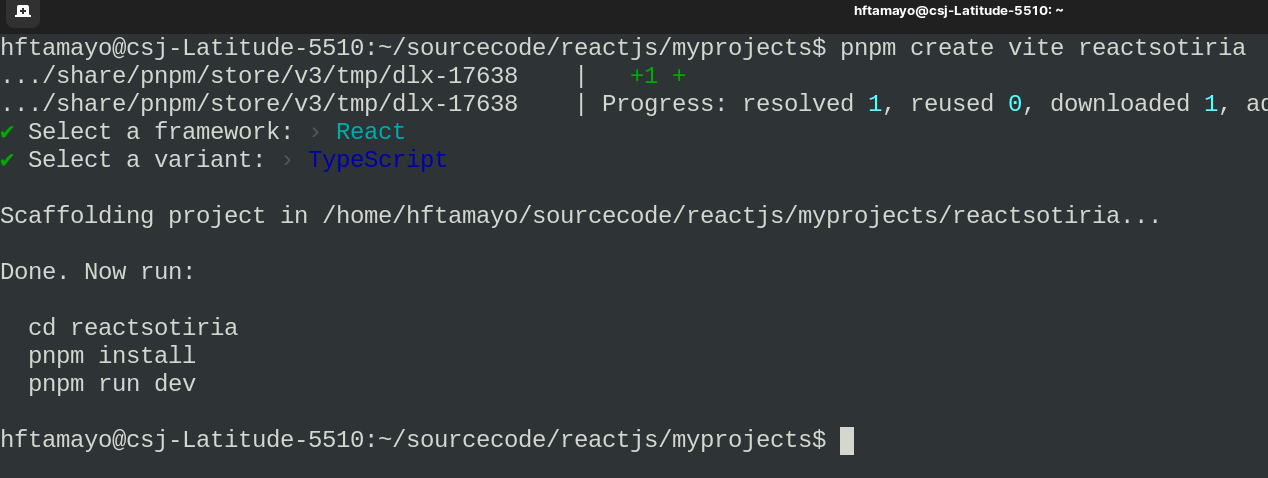 hftamayo@csj-Latitude-5510: ~
hftamayo@csj-Latitude-5510:~/sourcecode/reactjs/myprojects$ pnpm create vite reactsotiria
.../share/pnpm/store/v3/tmp/dlx-17638    |   +1 +
.../share/pnpm/store/v3/tmp/dlx-17638    | Progress: resolved 1, reused 0, downloaded 1, ad
✔ Select a framework: › React
✔ Select a variant: › TypeScript
Scaffolding project in /home/hftamayo/sourcecode/reactjs/myprojects/reactsotiria...
Done. Now run:
cd reactsotiria
pnpm install
pnpm run dev
hftamayo@csj-Latitude-5510:~/sourcecode/reactjs/myprojects$